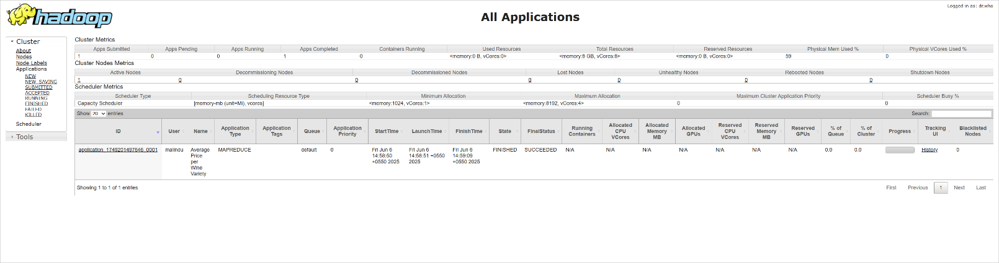 Logged in as: dr.who
hadoop
All Applications
Cluster
About
Nodes
Node Labels
Applications
NEW
NEW_SAVING
SUBMITTED
ACCEPTED
RUNNING
FINISHED
FAILED
KILLED
Scheduler
Tools
Cluster Metrics
Apps Submitted Apps Pending Apps Running Apps Completed Containers Running Used Resources Total Resources Reserved Resources Physical Mem Used % Physical VCores Used %
1 0 0 1 0 <memory:0 B, vCores:0> <memory:8 GB, vCores:8> <memory:0 B, vCores:0> 59 0
Cluster Nodes Metrics
Active Nodes Decommissioning Nodes Decommissioned Nodes Lost Nodes Unhealthy Nodes Rebooted Nodes Shutdown Nodes
1 0 0 0 0 0 0
Scheduler Metrics
Scheduler Type Scheduling Resource Type Minimum Allocation Maximum Allocation Maximum Cluster Application Priority Scheduler Busy %
Capacity Scheduler [memory-mb (unit=Mi), vcores] <memory:1024, vCores:1> <memory:8192, vCores:4> 0 0
Show 20 entries Search:
ID User Name Application Type Application Tags Queue Application Priority StartTime LaunchTime FinishTime State FinalStatus Running Containers Allocated CPU VCores Allocated Memory MB Allocated GPUs Reserved CPU VCores Reserved Memory MB Reserved GPUs % of Queue % of Cluster Progress Tracking UI Blacklisted Nodes
application_1749201497646_0001 malindu Average Price per Wine Variety MAPREDUCE default 0 Fri Jun 6 14:58:50 +0550 2025 Fri Jun 6 14:58:51 +0550 2025 Fri Jun 6 14:59:09 +0550 2025 FINISHED SUCCEEDED N/A N/A N/A N/A N/A N/A N/A 0.0 0.0 History 0
Showing 1 to 1 of 1 entries First Previous 1 Next Last